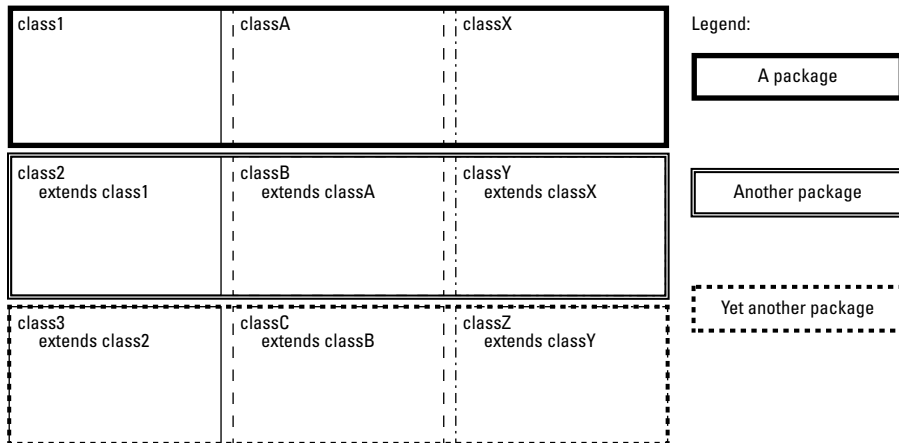 class1
classA
classX
class2
extends class1
classB
extends classA
classY
extends classX
class3
extends class2
classC
extends classB
classZ
extends classY
Legend:
A package
Another package
Yet another package